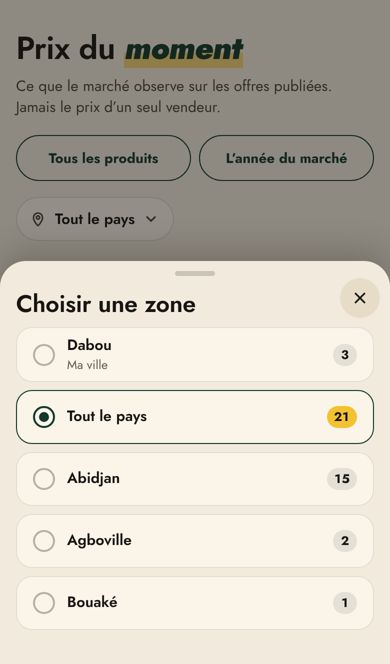 Prix du moment
Ce que le marché observe sur les offres publiées.
Jamais le prix d’un seul vendeur.
Tous les produits
L’année du marché
Tout le pays
Choisir une zone
Dabou
Ma ville
3
Tout le pays
21
Abidjan
15
Agboville
2
Bouaké
1